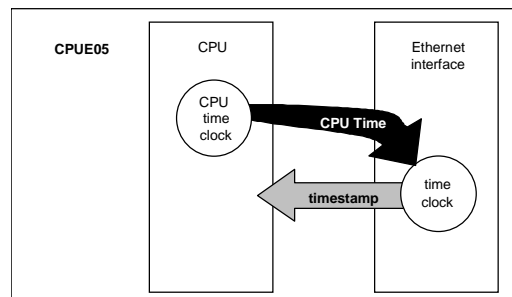 CPUE05
CPU
Ethernet
interface
CPU
time
clock
CPU Time
timestamp
time
clock